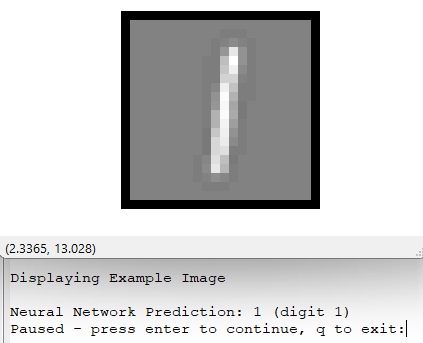 (2.3365, 13.028)
Displaying Example Image
Neural Network Prediction: 1 (digit 1)
Paused - press enter to continue, q to exit: